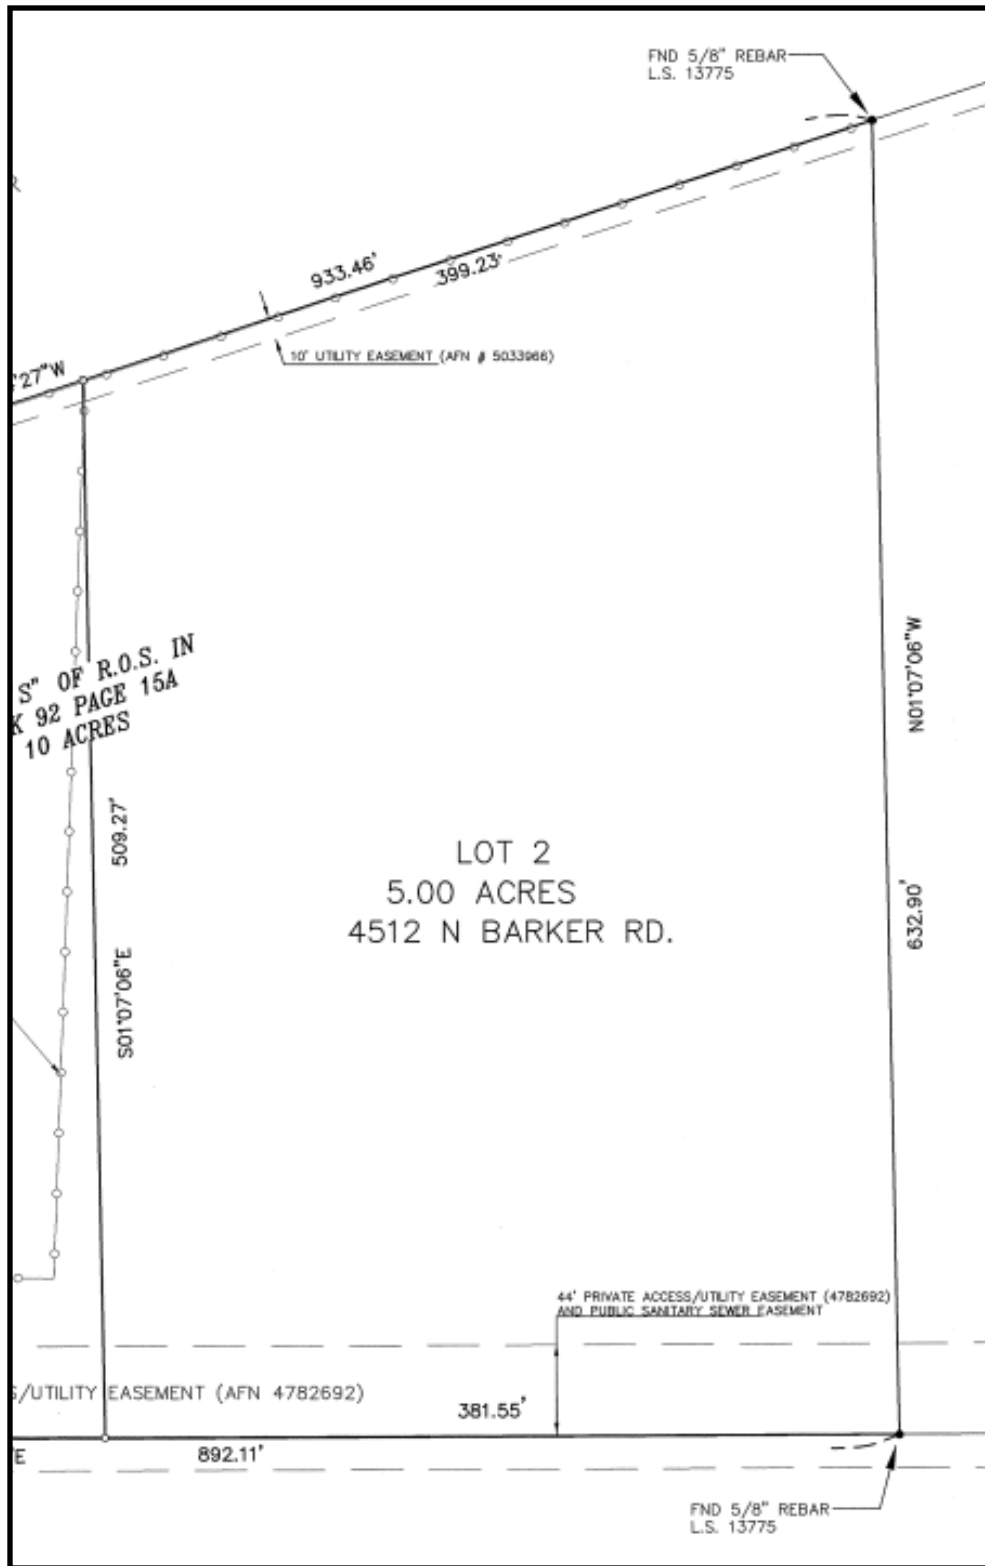 FND 5/8" REBAR
L.S. 13775
933.46'
399.23'
10' UTILITY EASEMENT (AFN # 5033966)
'27"W
S" OF R.O.S. IN
K 92 PAGE 15A
10 ACRES
N01°07'06"W
509.27'
LOT 2
5.00 ACRES
4512 N BARKER RD.
632.90'
S01°07'06"E
44' PRIVATE ACCESS/UTILITY EASEMENT (4782692)
AND PUBLIC SANITARY SEWER EASEMENT
S/UTILITY EASEMENT (AFN 4782692)
381.55'
'E
892.11'
FND 5/8" REBAR
L.S. 13775